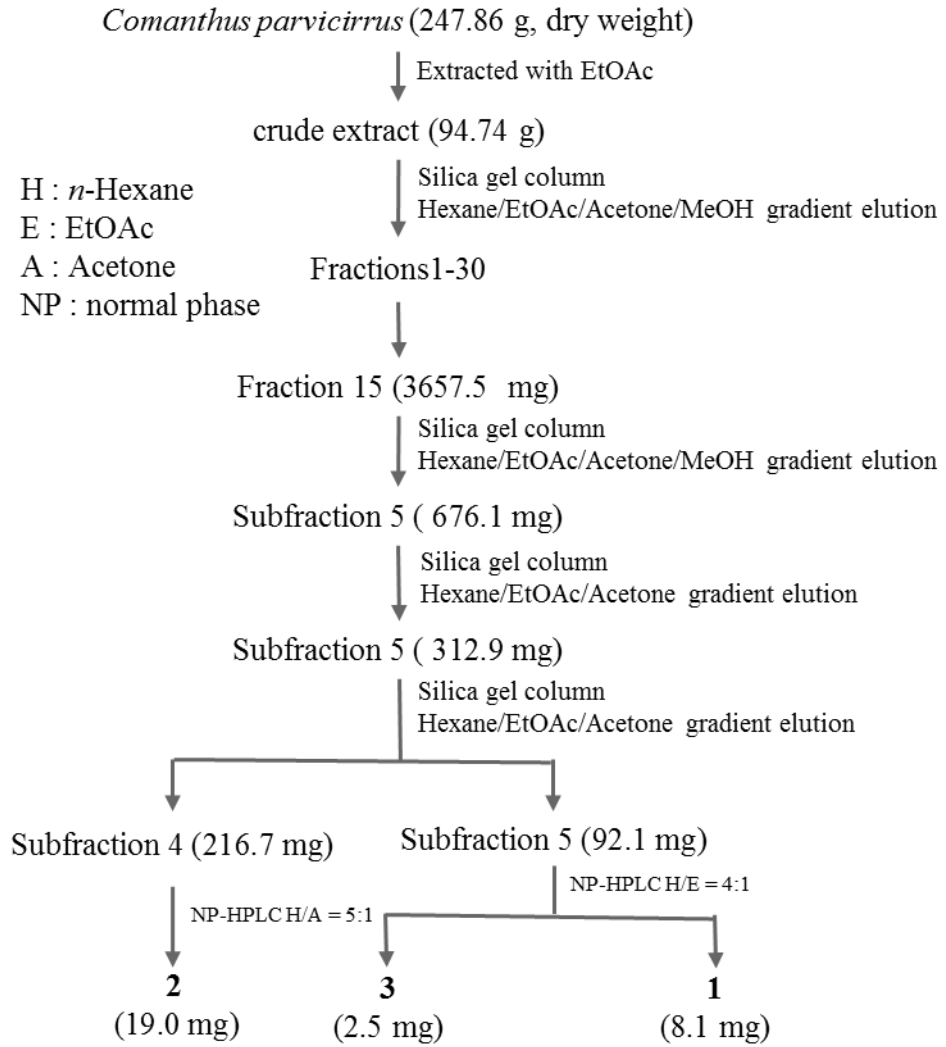 Comanthus parvicirrus (247.86 g, dry weight)
Extracted with EtOAc
crude extract (94.74 g)
Silica gel column
Hexane/EtOAc/Acetone/MeOH gradient elution
H : n-Hexane
E : EtOAc
A : Acetone
NP : normal phase
Fractions1-30
Fraction 15 (3657.5 mg)
Silica gel column
Hexane/EtOAc/Acetone/MeOH gradient elution
Subfraction 5 ( 676.1 mg)
Silica gel column
Hexane/EtOAc/Acetone gradient elution
Subfraction 5 ( 312.9 mg)
Silica gel column
Hexane/EtOAc/Acetone gradient elution
Subfraction 4 (216.7 mg)
Subfraction 5 (92.1 mg)
NP-HPLC H/E = 4:1
NP-HPLC H/A = 5:1
2
(19.0 mg)
3
(2.5 mg)
1
(8.1 mg)